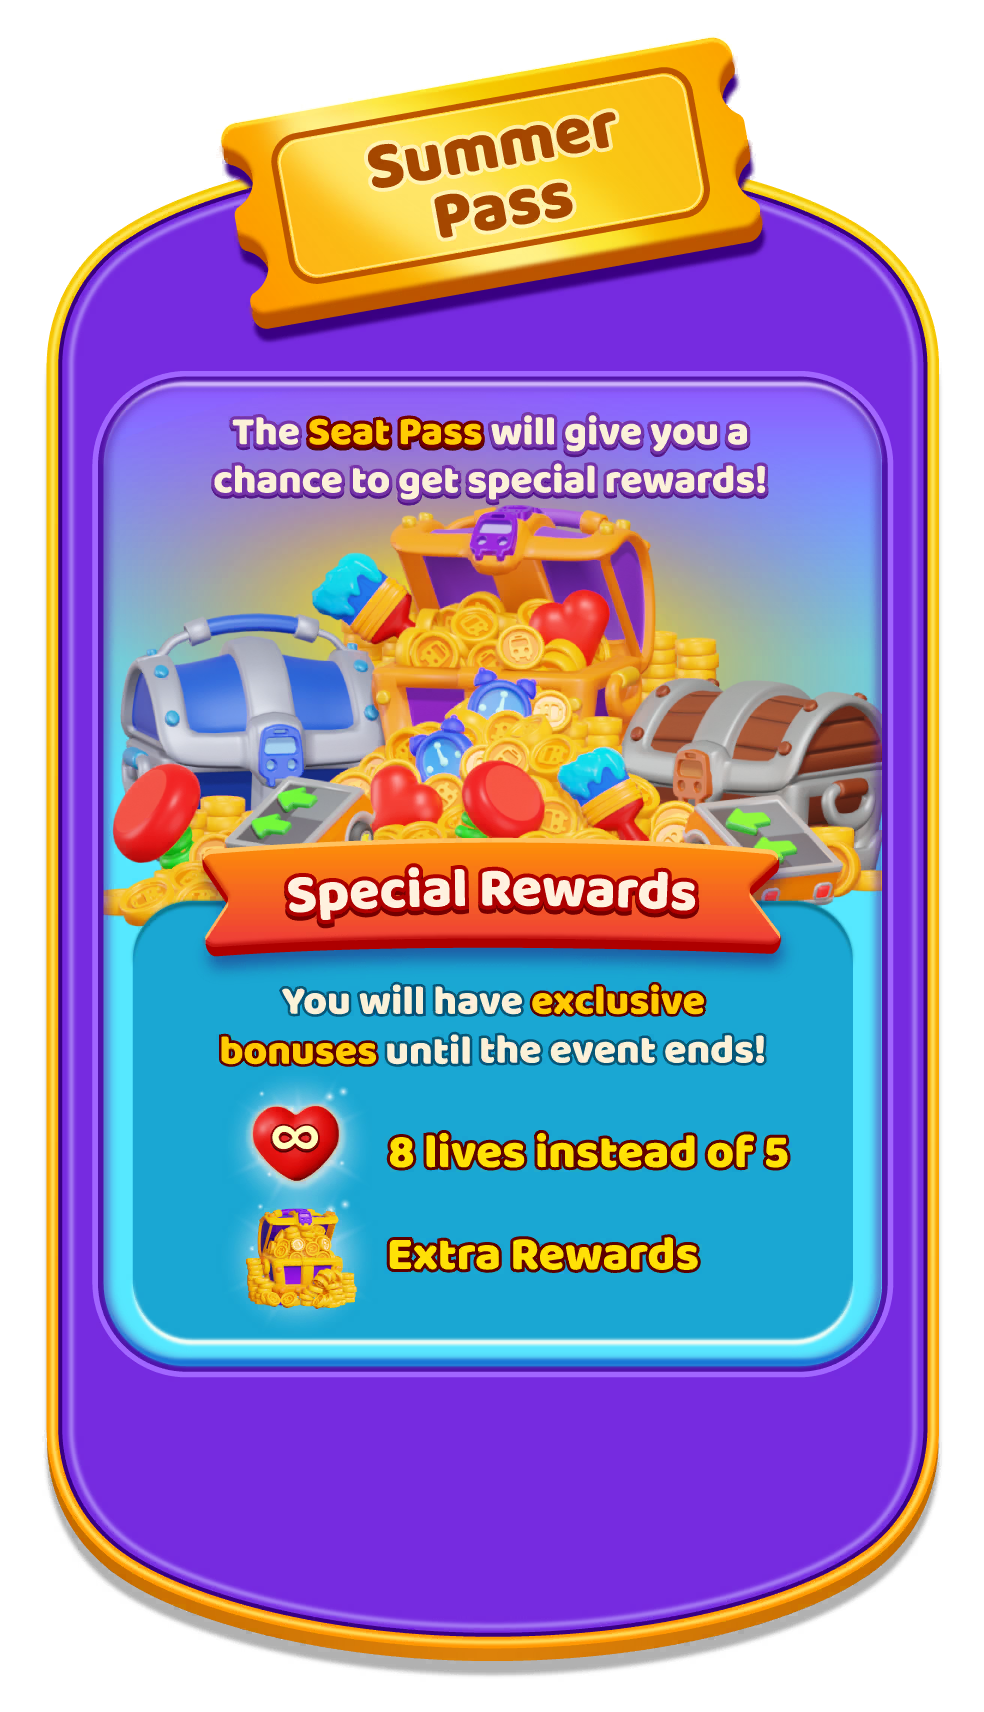 Summer
Pass
The Seat Pass will give you a
chance to get special rewards!
Special Rewards
You will have exclusive
bonuses until the event ends!
8 lives instead of 5
Extra Rewards